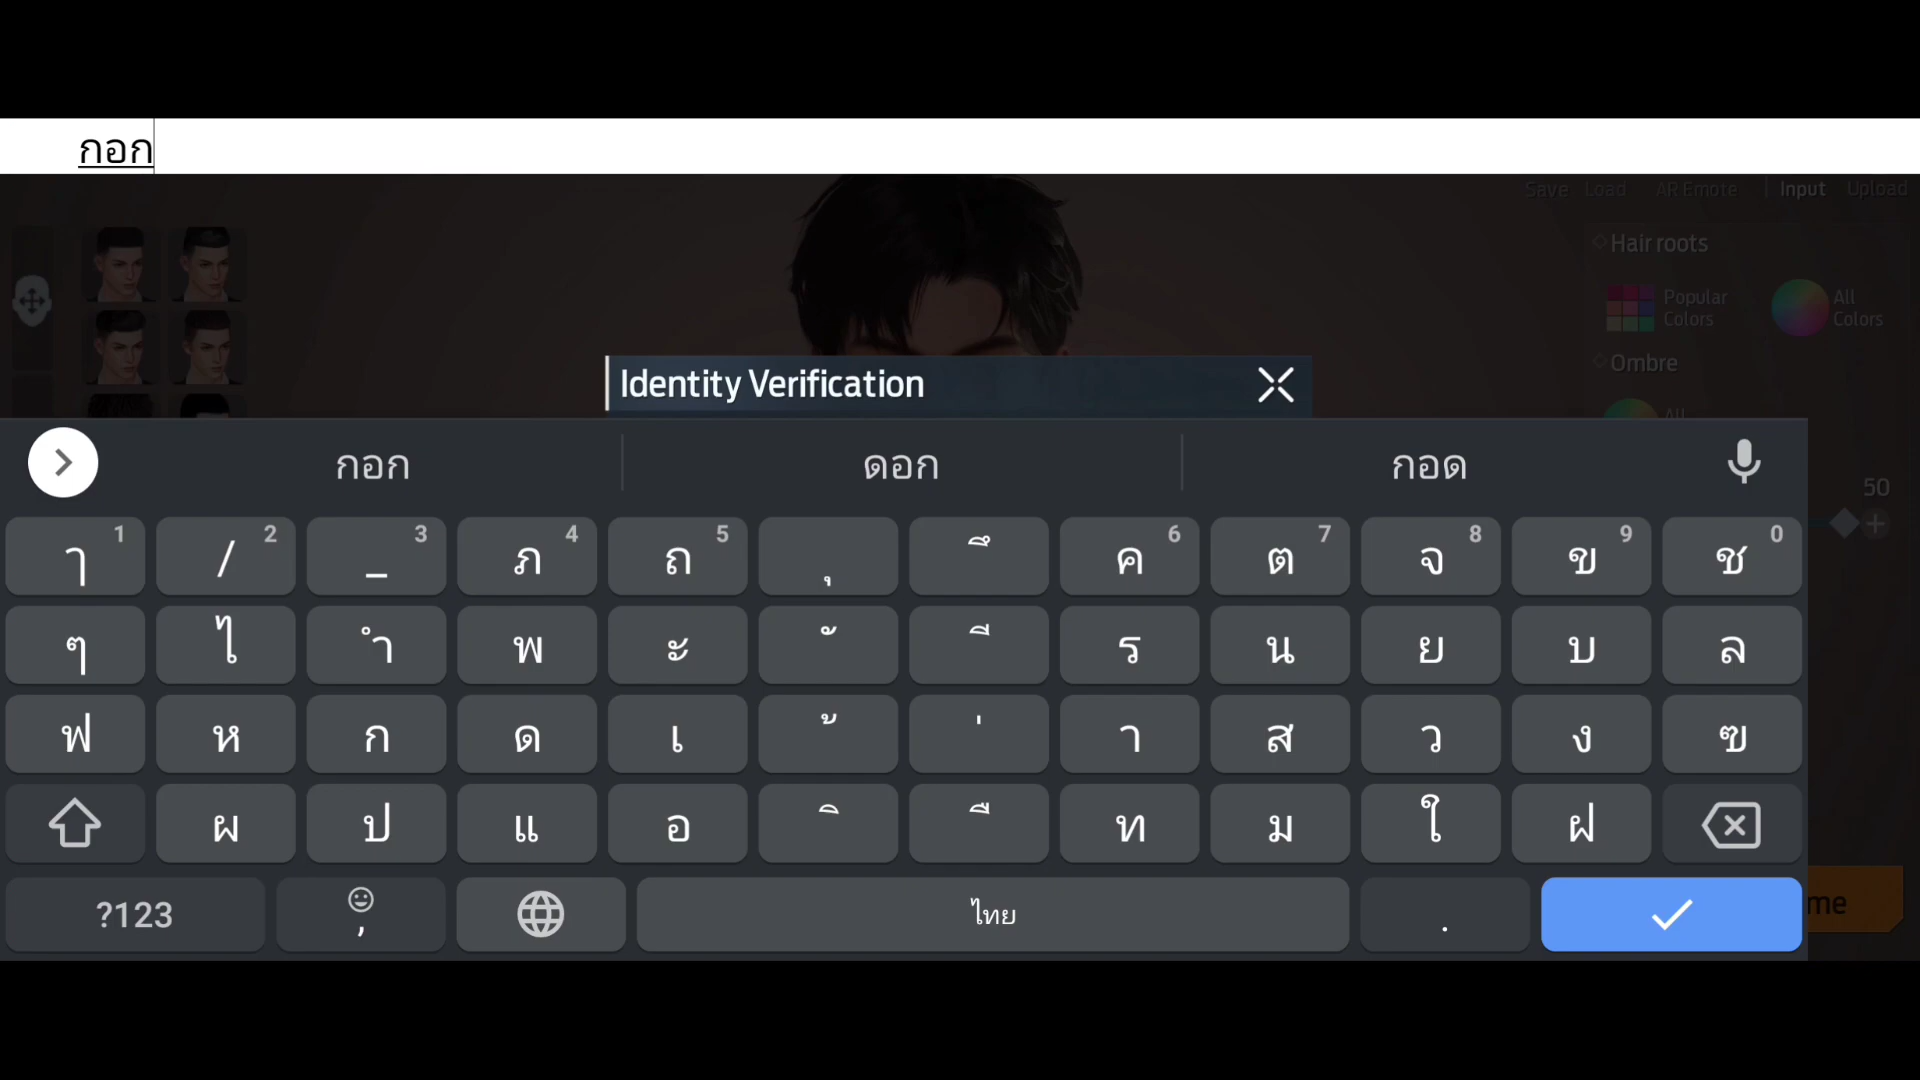 กอก
Save Load AR Emote Input Upload
Hair roots
Popular Colors
All Colors
Ombre
All
Identity Verification
กอก ดอก กอด
50
ๅ 1 / 2 _ 3 ภ 4 ถ 5 ุ ึ ค 6 ต 7 จ 8 ข 9 ช 0
ๆ ไ ำ พ ะ ั ี ร น ย บ ล
ฟ ห ก ด เ ้ ่ า ส ว ง ฃ
ผ ป แ อ ิ ื ท ม ใ ฝ
?123 , ไทย .
me